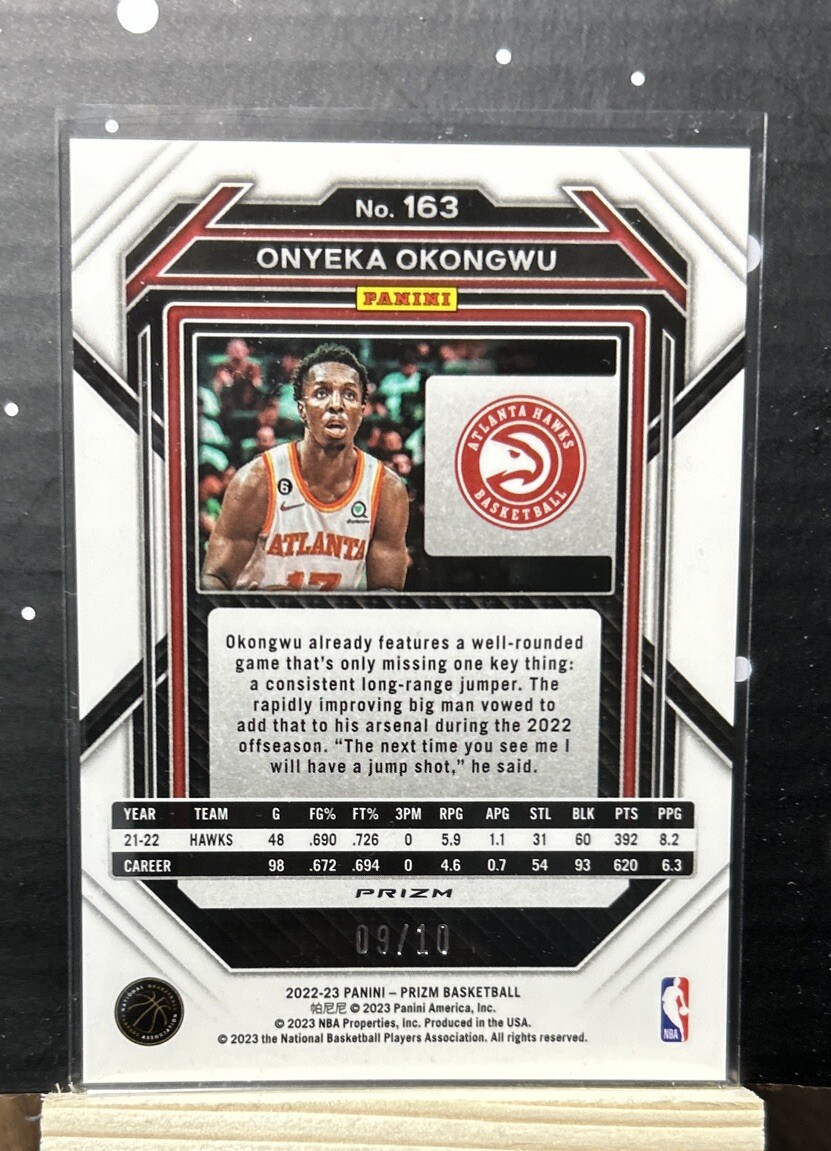 No. 163
ONYEKA OKONGWU
PANINI
6
ATLANTA
17
ATLANTA HAWKS
BASKETBALL
Okongwu already features a well-rounded
game that's only missing one key thing:
a consistent long-range jumper. The
rapidly improving big man vowed to
add that to his arsenal during the 2022
offseason. “The next time you see me I
will have a jump shot,” he said.
YEAR TEAM G FG% FT% 3PM RPG APG STL BLK PTS PPG
21-22 HAWKS 48 .690 .726 0 5.9 1.1 31 60 392 8.2
CAREER 98 .672 .694 0 4.6 0.7 54 93 620 6.3
PRIZM
09/10
2022-23 PANINI – PRIZM BASKETBALL
帕尼尼 © 2023 Panini America, Inc.
© 2023 NBA Properties, Inc. Produced in the USA.
© 2023 the National Basketball Players Association. All rights reserved.
NATIONAL BASKETBALL PLAYERS ASSOCIATION
NBA